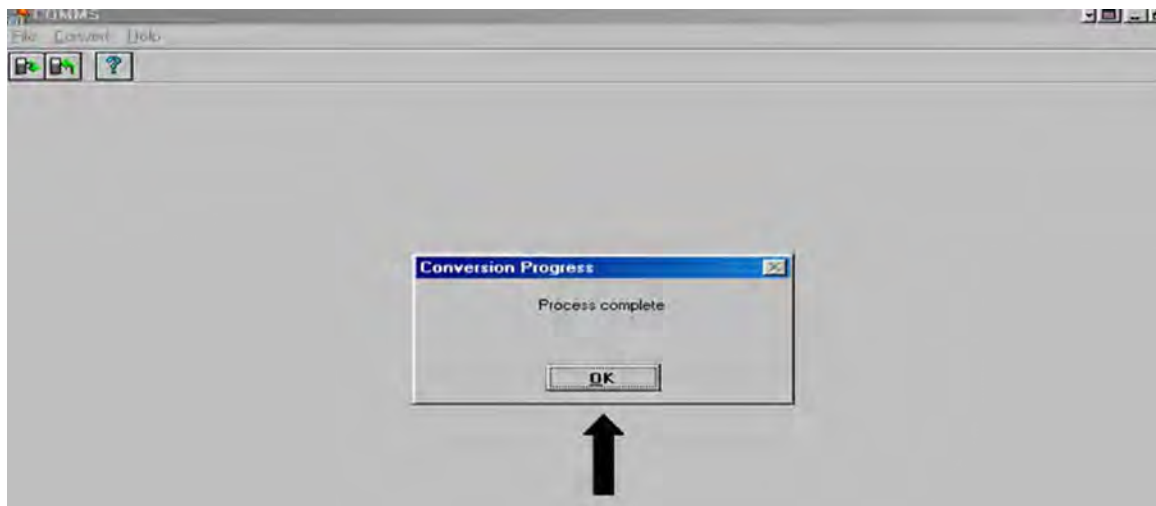 COMMS
File Convert Help
Conversion Progress
Process complete
OK